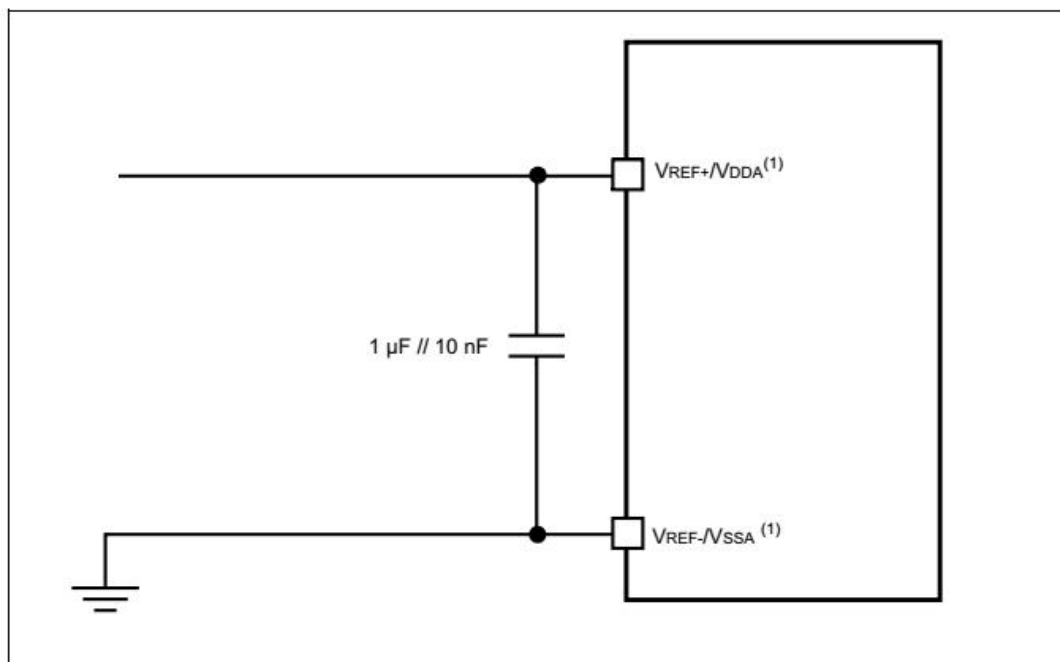 VREF+/VDDA(1)
1 µF // 10 nF
VREF-/VSSA (1)